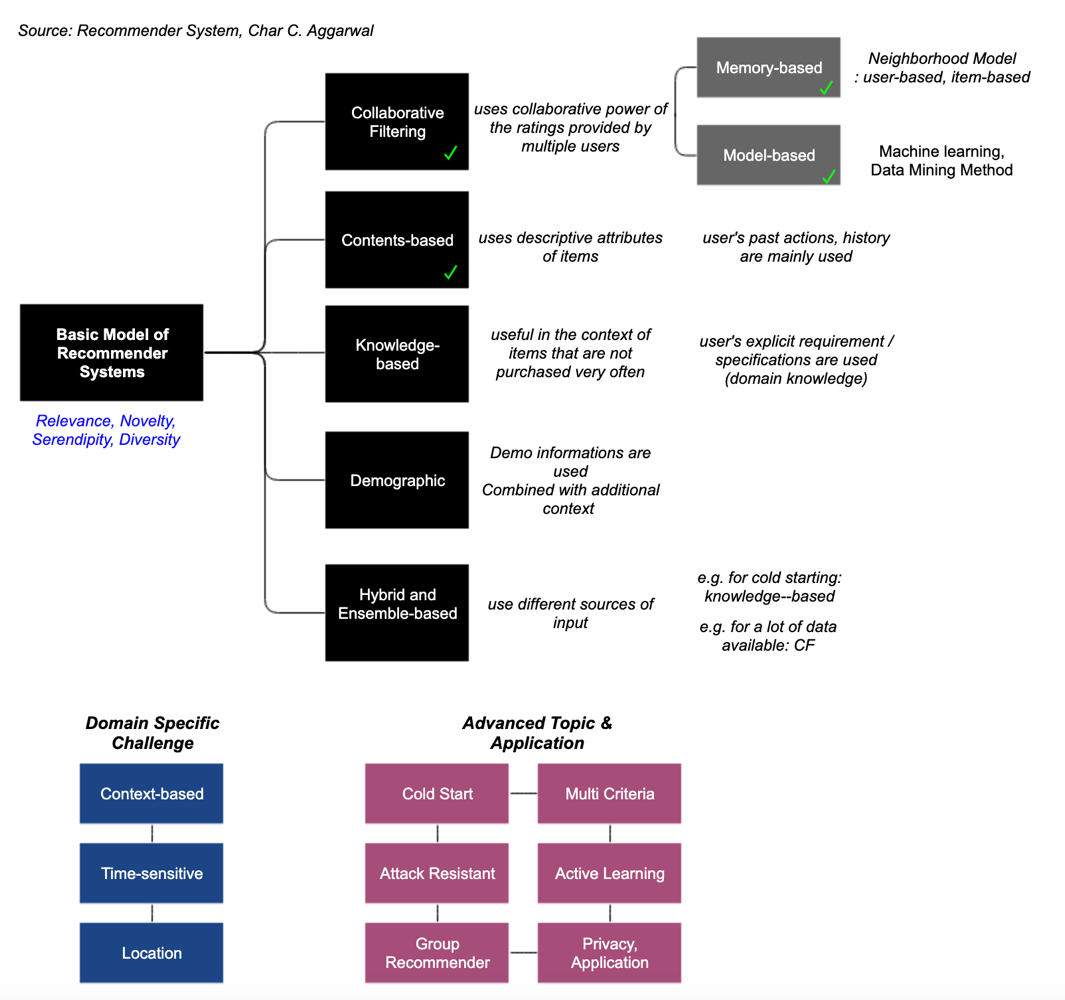 Source: Recommender System, Char C. Aggarwal
Collaborative
Filtering
uses collaborative power of
the ratings provided by
multiple users
Memory-based
Neighborhood Model
: user-based, item-based
Model-based
Machine learning,
Data Mining Method
Contents-based
uses descriptive attributes
of items
user's past actions, history
are mainly used
Basic Model of
Recommender
Systems
Relevance, Novelty,
Serendipity, Diversity
Knowledge-
based
useful in the context of
items that are not
purchased very often
user's explicit requirement /
specifications are used
(domain knowledge)
Demographic
Demo informations are
used
Combined with additional
context
Hybrid and
Ensemble-based
use different sources of
input
e.g. for cold starting:
knowledge--based
e.g. for a lot of data
available: CF
Domain Specific
Challenge
Context-based
Time-sensitive
Location
Advanced Topic &
Application
Cold Start
Multi Criteria
Attack Resistant
Active Learning
Group
Recommender
Privacy,
Application